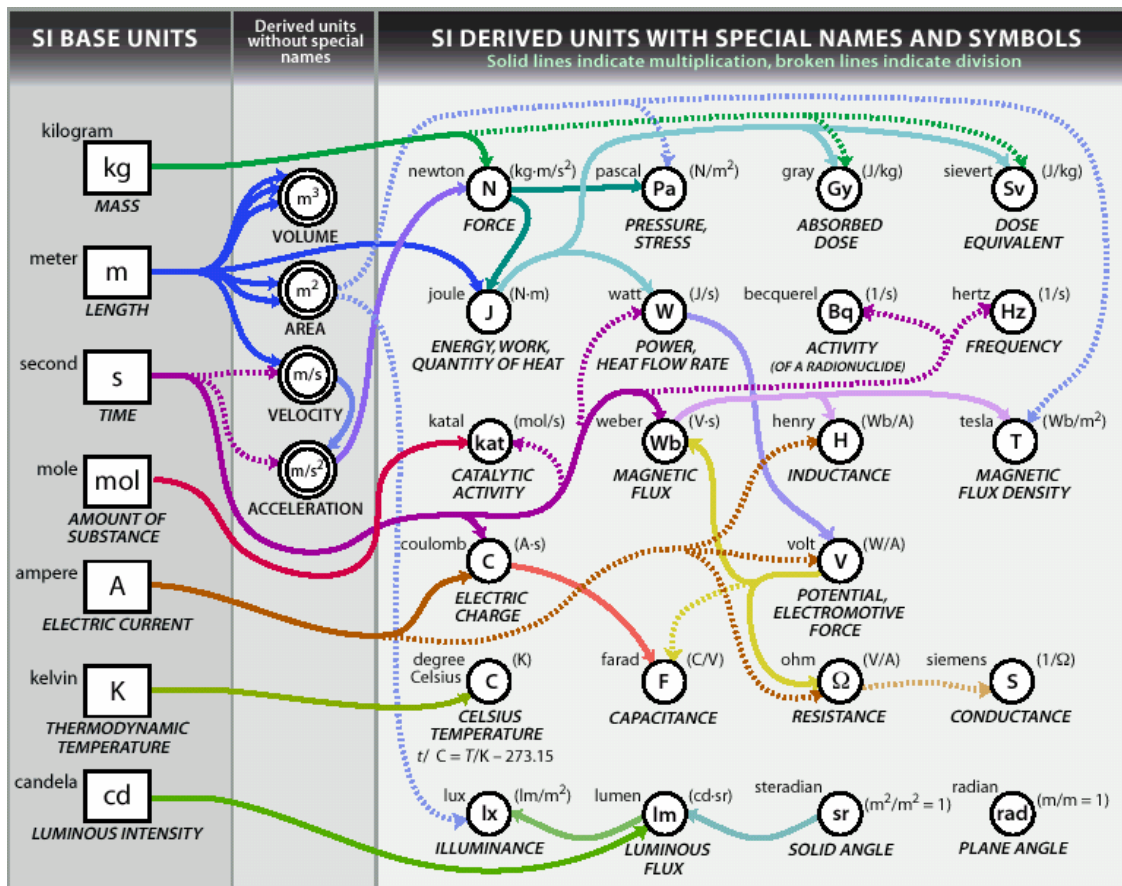 SI BASE UNITS
Derived units
without special
names
SI DERIVED UNITS WITH SPECIAL NAMES AND SYMBOLS
Solid lines indicate multiplication, broken lines indicate division
kilogram
kg
MASS
meter
m
LENGTH
second
s
TIME
mole
mol
AMOUNT OF
SUBSTANCE
ampere
A
ELECTRIC CURRENT
kelvin
K
THERMODYNAMIC
TEMPERATURE
candela
cd
LUMINOUS INTENSITY
m³
VOLUME
m²
AREA
m/s
VELOCITY
m/s²
ACCELERATION
newton
N
(kg·m/s²)
FORCE
pascal
Pa
(N/m²)
PRESSURE,
STRESS
gray
Gy
(J/kg)
ABSORBED
DOSE
sievert
Sv
(J/kg)
DOSE
EQUIVALENT
joule
J
(N·m)
ENERGY, WORK,
QUANTITY OF HEAT
watt
W
(J/s)
POWER,
HEAT FLOW RATE
becquerel
Bq
(1/s)
ACTIVITY
(OF A RADIONUCLIDE)
hertz
Hz
(1/s)
FREQUENCY
katal
kat
(mol/s)
CATALYTIC
ACTIVITY
weber
Wb
(V·s)
MAGNETIC
FLUX
henry
H
(Wb/A)
INDUCTANCE
tesla
T
(Wb/m²)
MAGNETIC
FLUX DENSITY
coulomb
C
(A·s)
ELECTRIC
CHARGE
volt
V
(W/A)
POTENTIAL,
ELECTROMOTIVE
FORCE
degree
Celsius
C
(K)
CELSIUS
TEMPERATURE
t/ C = T/K – 273.15
farad
F
(C/V)
CAPACITANCE
ohm
Ω
(V/A)
RESISTANCE
siemens
S
(1/Ω)
CONDUCTANCE
lux
lx
(lm/m²)
ILLUMINANCE
lumen
lm
(cd·sr)
LUMINOUS
FLUX
steradian
sr
(m²/m² = 1)
SOLID ANGLE
radian
rad
(m/m = 1)
PLANE ANGLE